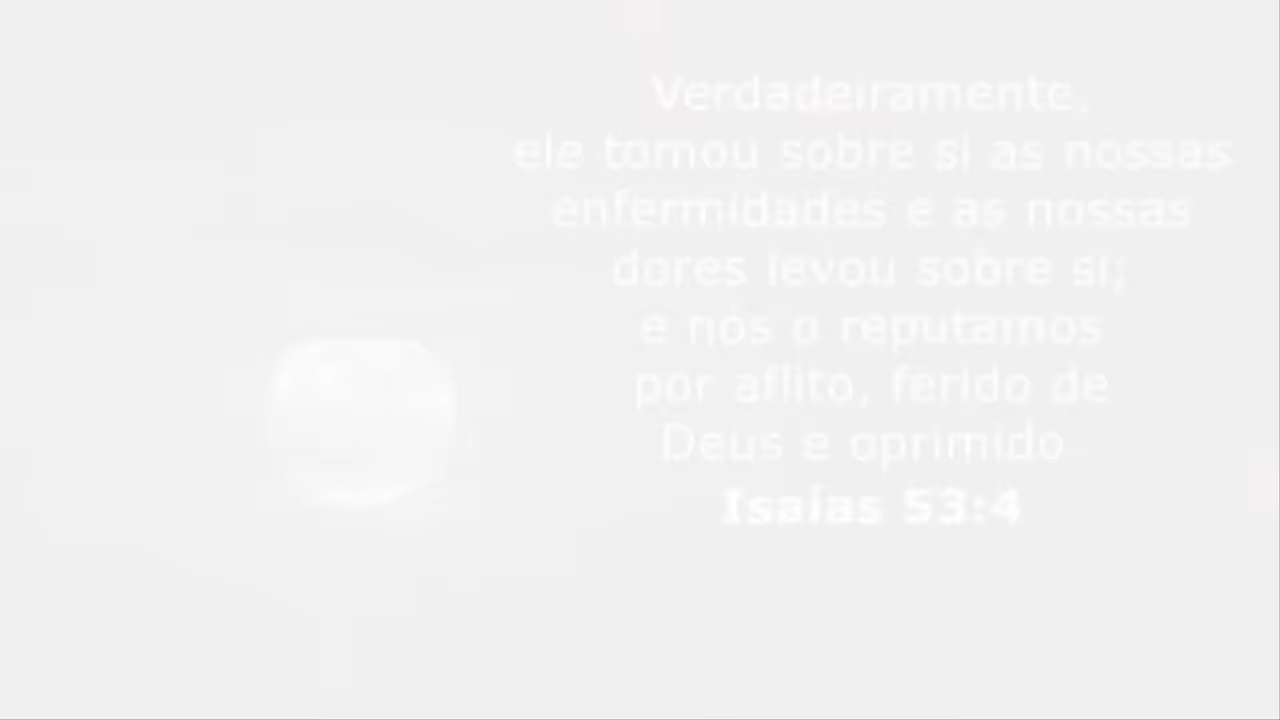 Verdadeiramente,
ele tomou sobre si as nossas
enfermidades e as nossas
dores levou sobre si;
e nós o reputamos
por aflito, ferido de
Deus e oprimido
Isaías 53:4